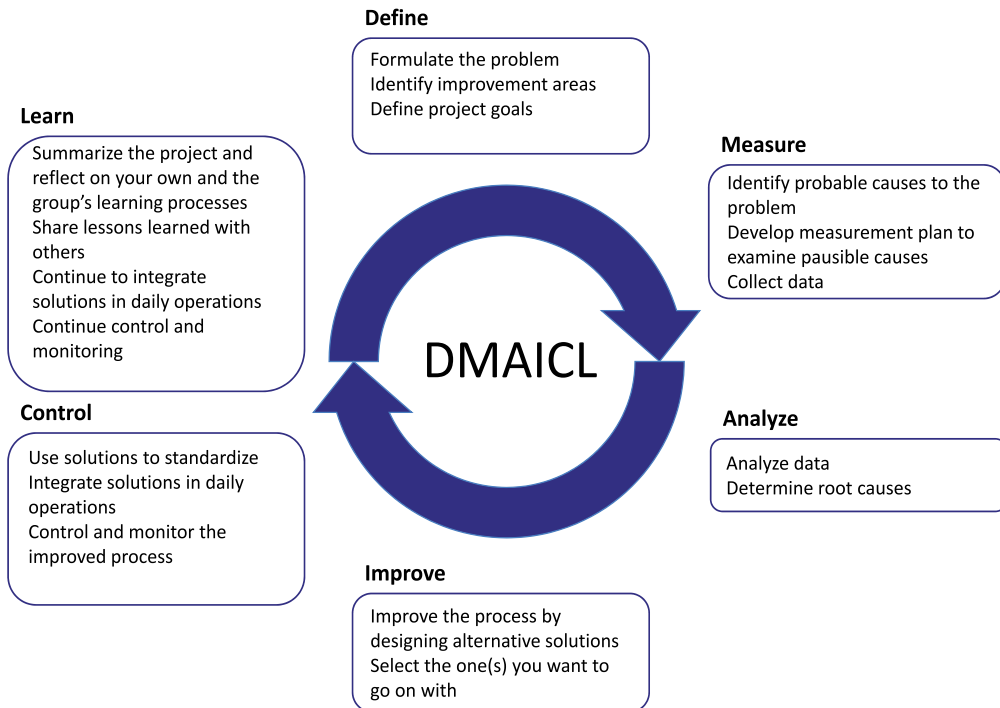 Define
Formulate the problem
Identify improvement areas
Define project goals
Measure
Identify probable causes to the
problem
Develop measurement plan to
examine pausible causes
Collect data
Analyze
Analyze data
Determine root causes
Improve
Improve the process by
designing alternative solutions
Select the one(s) you want to
go on with
Control
Use solutions to standardize
Integrate solutions in daily
operations
Control and monitor the
improved process
Learn
Summarize the project and
reflect on your own and the
group’s learning processes
Share lessons learned with
others
Continue to integrate
solutions in daily operations
Continue control and
monitoring
DMAICL